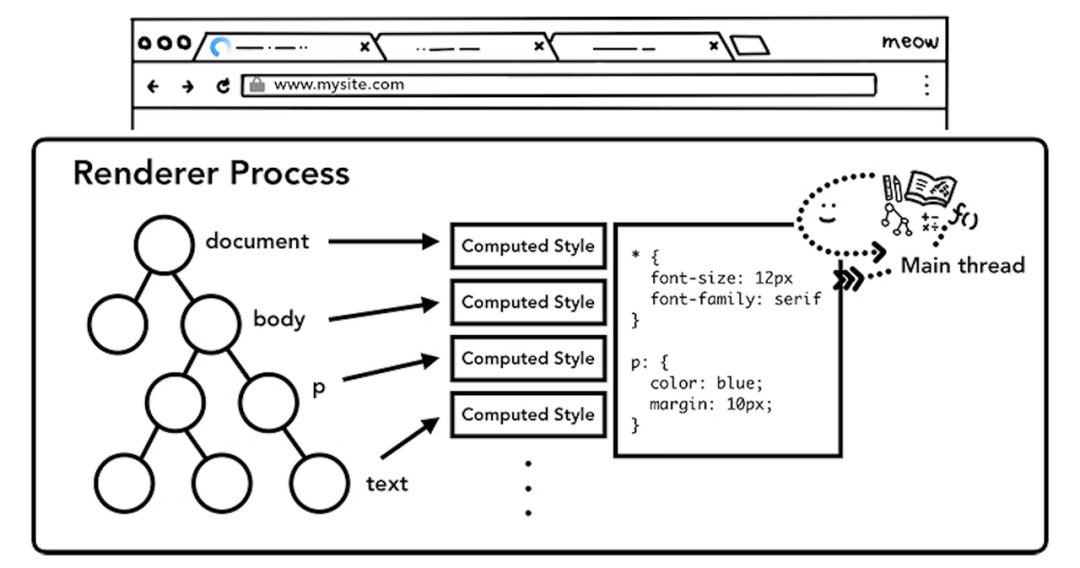 meow
www.mysite.com
Renderer Process
document
body
p
text
Computed Style
Computed Style
Computed Style
Computed Style
* {
font-size: 12px
font-family: serif
}
p: {
color: blue;
margin: 10px;
}
f()
+-
×÷
Main thread